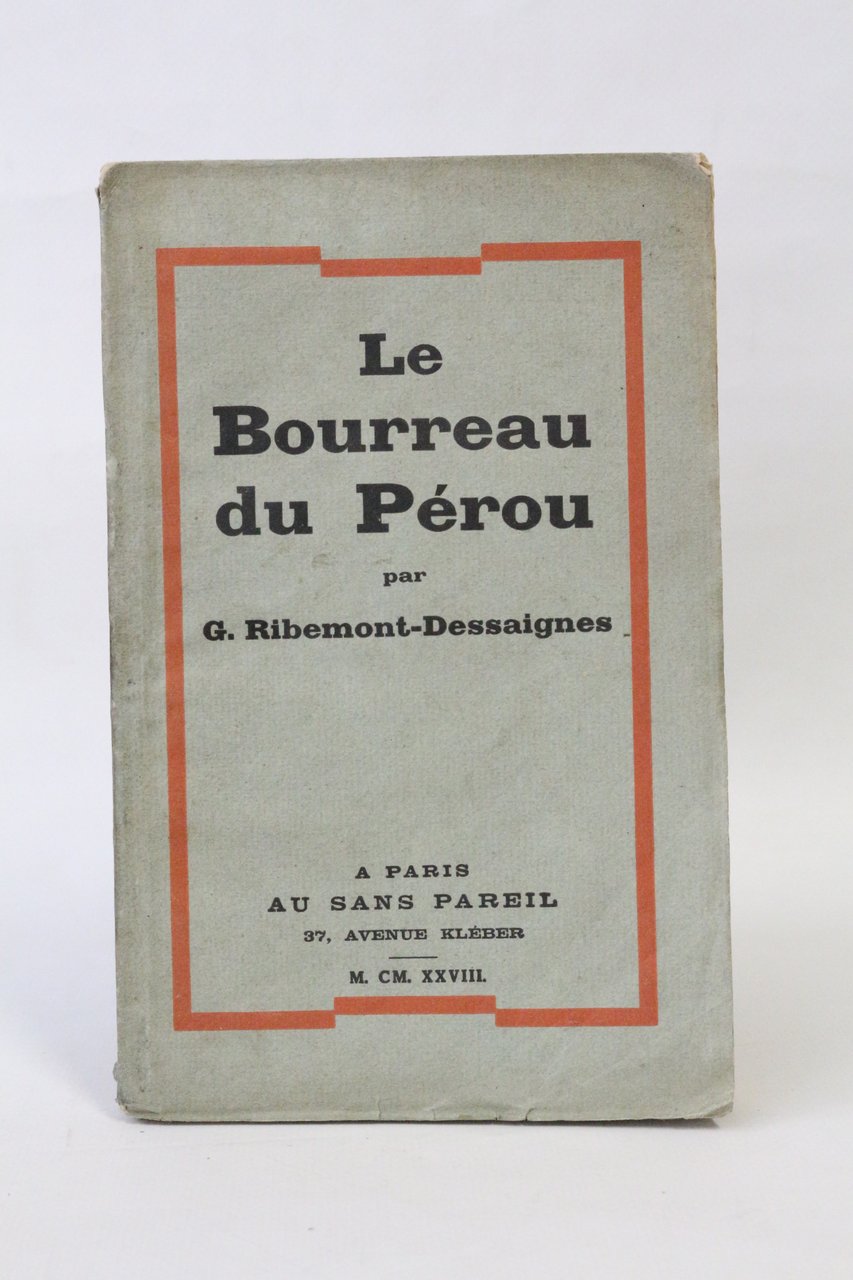 Le
Bourreau
du Pérou
par
G. Ribemont-Dessaignes
A PARIS
AU SANS PAREIL
37, AVENUE KLÉBER
M. CM. XXVIII.